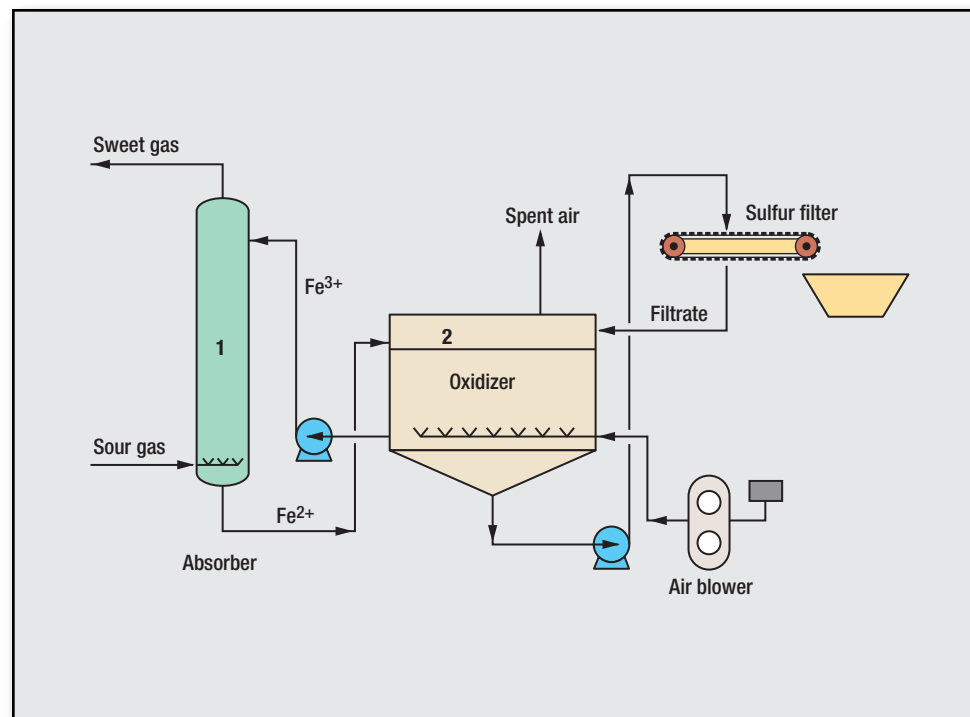 Sweet gas
Spent air
Sulfur filter
Fe³⁺
Filtrate
1
2
Oxidizer
Sour gas
Fe²⁺
Absorber
Air blower